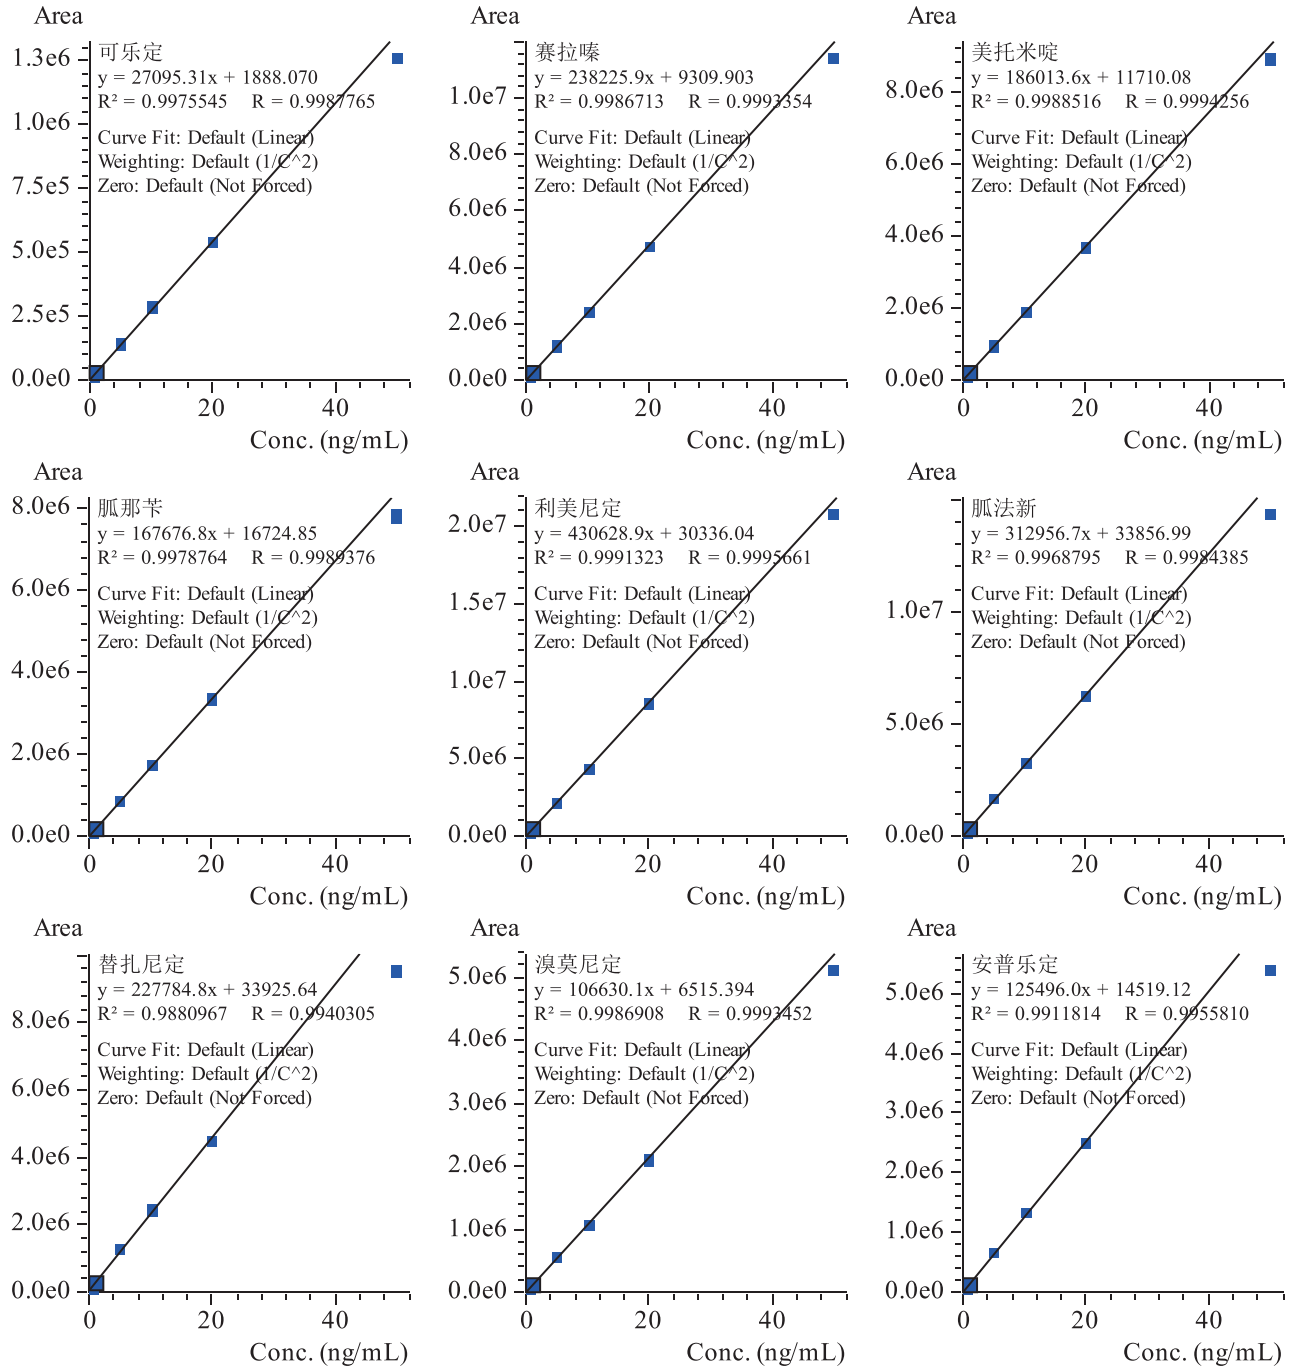 Area
可乐定
y = 27095.31x + 1888.070
R² = 0.9975545 R = 0.9987765
Curve Fit: Default (Linear)
Weighting: Default (1/C^2)
Zero: Default (Not Forced)
1.3e6
1.0e6
7.5e5
5.0e5
2.5e5
0.0e0
0 20 40
Conc. (ng/mL)
Area
赛拉嗪
y = 238225.9x + 9309.903
R² = 0.9986713 R = 0.9993354
Curve Fit: Default (Linear)
Weighting: Default (1/C^2)
Zero: Default (Not Forced)
1.0e7
8.0e6
6.0e6
4.0e6
2.0e6
0.0e0
0 20 40
Conc. (ng/mL)
Area
美托米啶
y = 186013.6x + 11710.08
R² = 0.9988516 R = 0.9994256
Curve Fit: Default (Linear)
Weighting: Default (1/C^2)
Zero: Default (Not Forced)
8.0e6
6.0e6
4.0e6
2.0e6
0.0e0
0 20 40
Conc. (ng/mL)
Area
胍那苄
y = 167676.8x + 16724.85
R² = 0.9978764 R = 0.9989376
Curve Fit: Default (Linear)
Weighting: Default (1/C^2)
Zero: Default (Not Forced)
8.0e6
6.0e6
4.0e6
2.0e6
0.0e0
0 20 40
Conc. (ng/mL)
Area
利美尼定
y = 430628.9x + 30336.04
R² = 0.9991323 R = 0.9995661
Curve Fit: Default (Linear)
Weighting: Default (1/C^2)
Zero: Default (Not Forced)
2.0e7
1.5e7
1.0e7
5.0e6
0.0e0
0 20 40
Conc. (ng/mL)
Area
胍法新
y = 312956.7x + 33856.99
R² = 0.9968795 R = 0.9984385
Curve Fit: Default (Linear)
Weighting: Default (1/C^2)
Zero: Default (Not Forced)
1.0e7
5.0e6
0.0e0
0 20 40
Conc. (ng/mL)
Area
替扎尼定
y = 227784.8x + 33925.64
R² = 0.9880967 R = 0.9940305
Curve Fit: Default (Linear)
Weighting: Default (1/C^2)
Zero: Default (Not Forced)
8.0e6
6.0e6
4.0e6
2.0e6
0.0e0
0 20 40
Conc. (ng/mL)
Area
溴莫尼定
y = 106630.1x + 6515.394
R² = 0.9986908 R = 0.9993452
Curve Fit: Default (Linear)
Weighting: Default (1/C^2)
Zero: Default (Not Forced)
5.0e6
4.0e6
3.0e6
2.0e6
1.0e6
0.0e0
0 20 40
Conc. (ng/mL)
Area
安普乐定
y = 125496.0x + 14519.12
R² = 0.9911814 R = 0.9955810
Curve Fit: Default (Linear)
Weighting: Default (1/C^2)
Zero: Default (Not Forced)
5.0e6
4.0e6
3.0e6
2.0e6
1.0e6
0.0e0
0 20 40
Conc. (ng/mL)